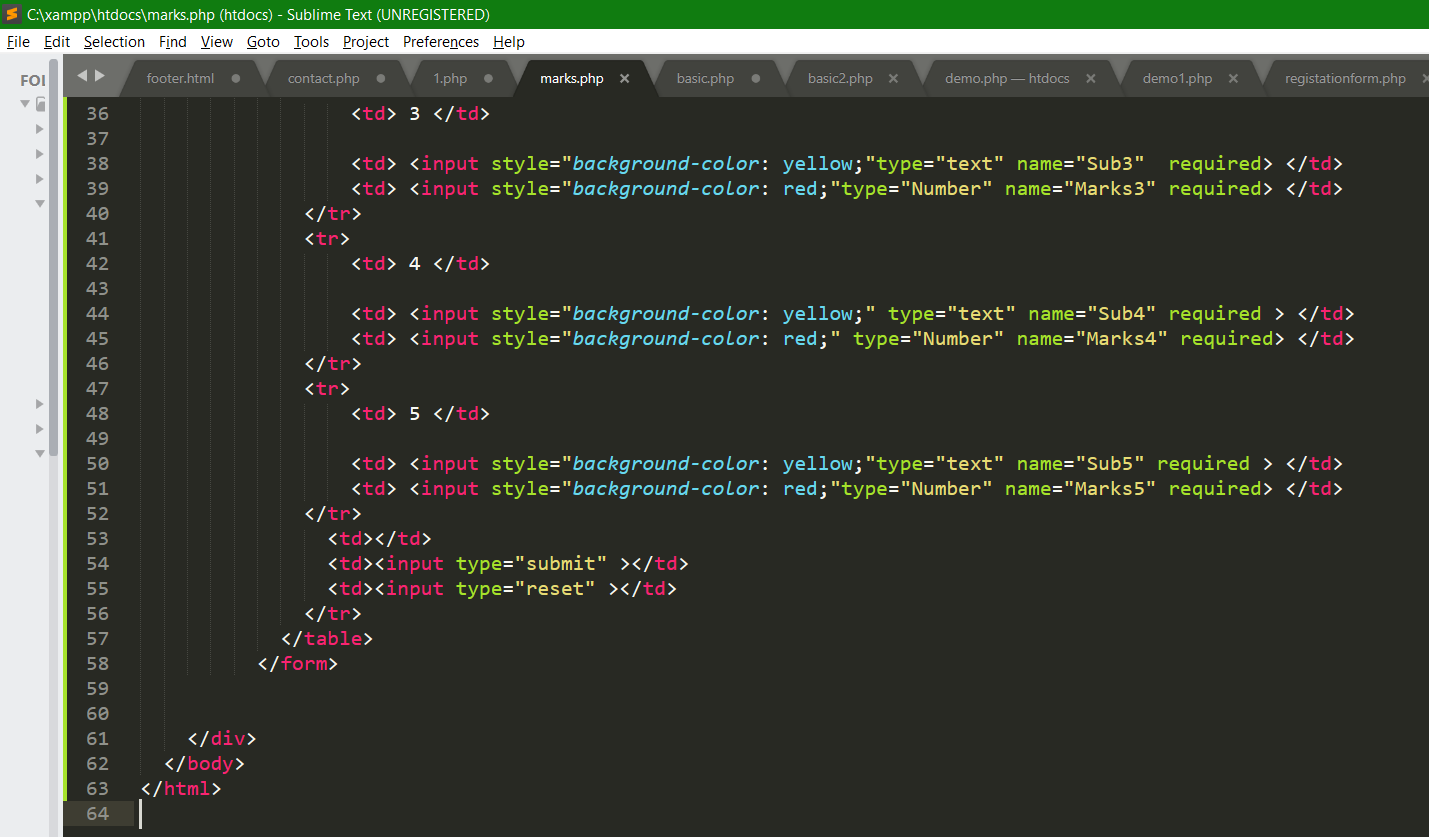 C:\xampp\htdocs\marks.php (htdocs) - Sublime Text (UNREGISTERED)
File Edit Selection Find View Goto Tools Project Preferences Help
FOI
footer.html contact.php 1.php marks.php basic.php basic2.php demo.php — htdocs demo1.php registationform.php
36 <td> 3 </td>
37
38 <td> <input style="background-color: yellow;"type="text" name="Sub3"  required> </td>
39 <td> <input style="background-color: red;"type="Number" name="Marks3" required> </td>
40 </tr>
41 <tr>
42 <td> 4 </td>
43
44 <td> <input style="background-color: yellow;" type="text" name="Sub4" required > </td>
45 <td> <input style="background-color: red;" type="Number" name="Marks4" required> </td>
46 </tr>
47 <tr>
48 <td> 5 </td>
49
50 <td> <input style="background-color: yellow;"type="text" name="Sub5" required > </td>
51 <td> <input style="background-color: red;"type="Number" name="Marks5" required> </td>
52 </tr>
53 <td></td>
54 <td><input type="submit" ></td>
55 <td><input type="reset" ></td>
56 </tr>
57 </table>
58 </form>
59
60
61 </div>
62 </body>
63 </html>
64